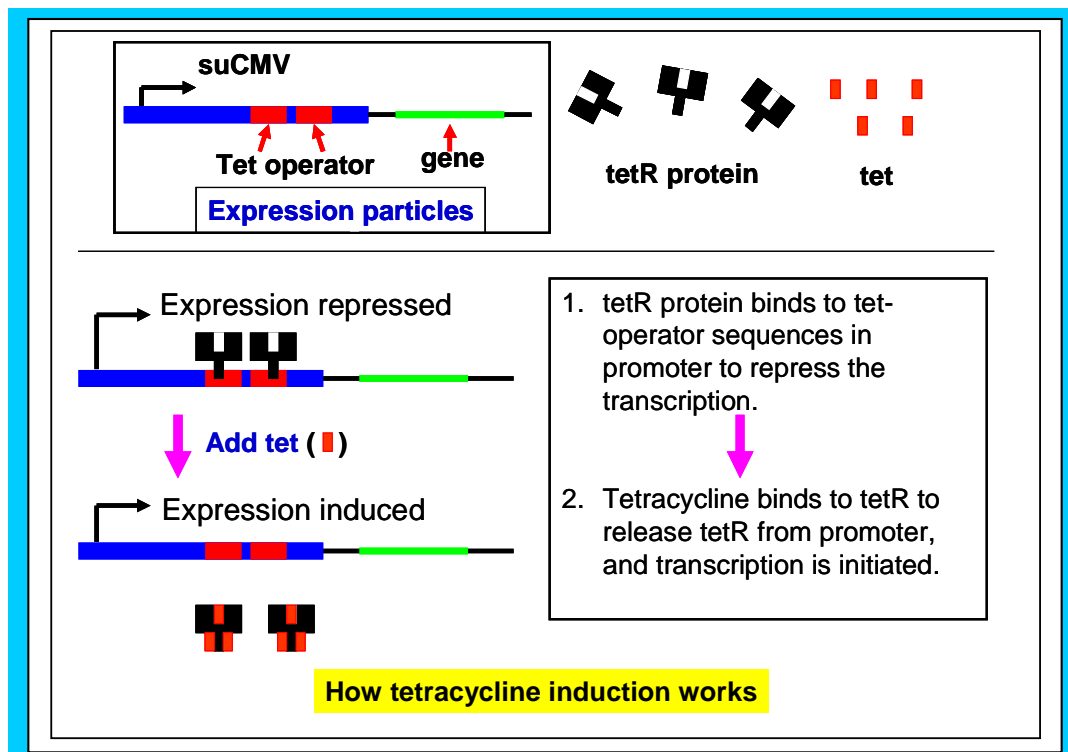 suCMV
Tet operator
gene
Expression particles
tetR protein
tet
Expression repressed
Add tet ( )
Expression induced
1. tetR protein binds to tet-
operator sequences in
promoter to repress the
transcription.
2. Tetracycline binds to tetR to
release tetR from promoter,
and transcription is initiated.
How tetracycline induction works